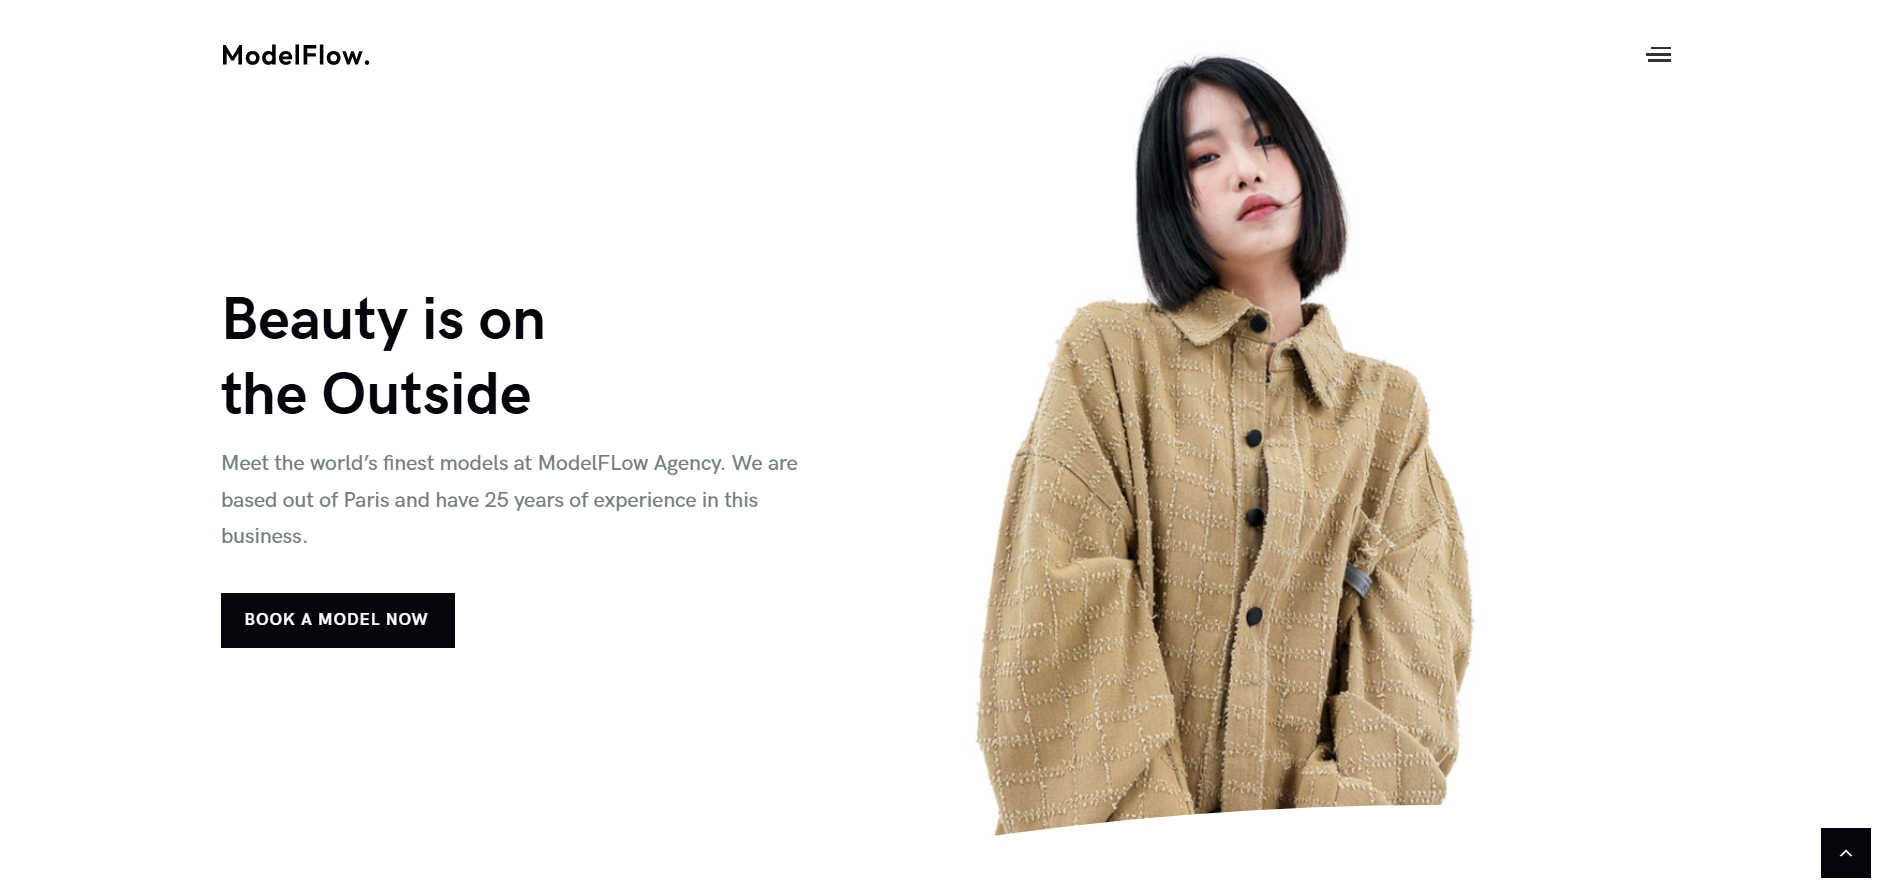 ModelFlow.
Beauty is on
the Outside
Meet the world’s finest models at ModelFLow Agency. We are
based out of Paris and have 25 years of experience in this
business.
BOOK A MODEL NOW